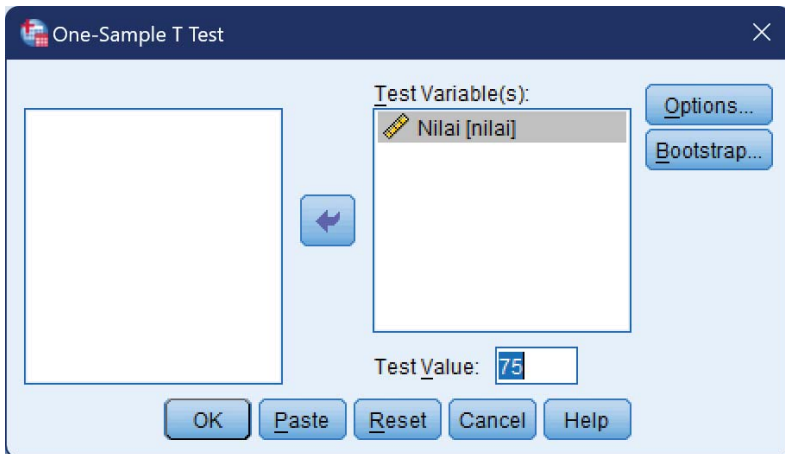 One-Sample T Test
Test Variable(s):
Nilai [nilai]
Options...
Bootstrap...
Test Value: 75
OK Paste Reset Cancel Help